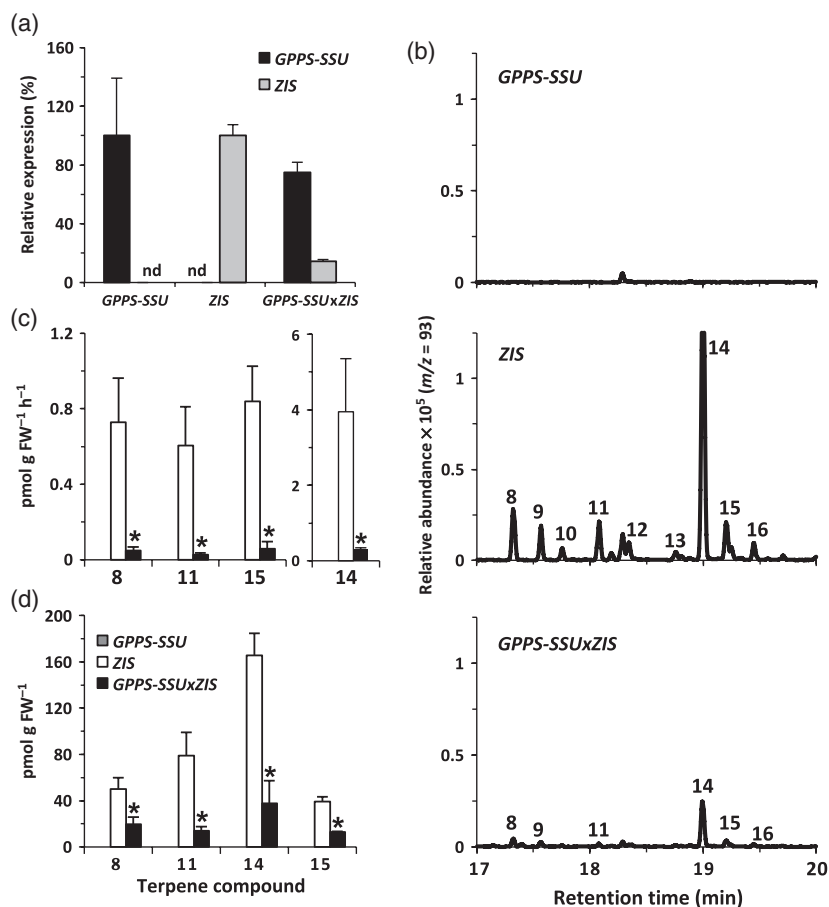 (a)
160
120
80
40
0
Relative expression (%)
GPPS-SSU
ZIS
nd
nd
GPPS-SSU
ZIS
GPPS-SSUxZIS
(b)
GPPS-SSU
1
0.5
0
ZIS
1
0.5
0
8
9
10
11
12
13
14
15
16
Relative abundance × 10⁵ (m/z = 93)
GPPS-SSUxZIS
1
0.5
0
8
9
11
14
15
16
17
18
19
20
Retention time (min)
(c)
1.2
0.9
0.6
0.3
0
pmol g FW⁻¹ h⁻¹
*
*
*
8
11
15
6
4
2
0
*
14
(d)
200
160
120
80
40
0
pmol g FW⁻¹
GPPS-SSU
ZIS
GPPS-SSUxZIS
*
*
*
*
8
11
14
15
Terpene compound